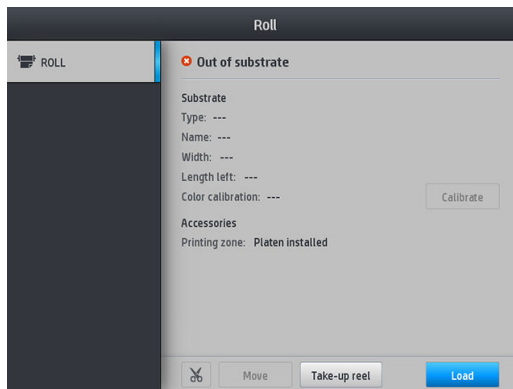 Roll
ROLL
Out of substrate
Substrate
Type: ---
Name: ---
Width: ---
Length left: ---
Color calibration: ---
Calibrate
Accessories
Printing zone: Platen installed
Move
Take-up reel
Load